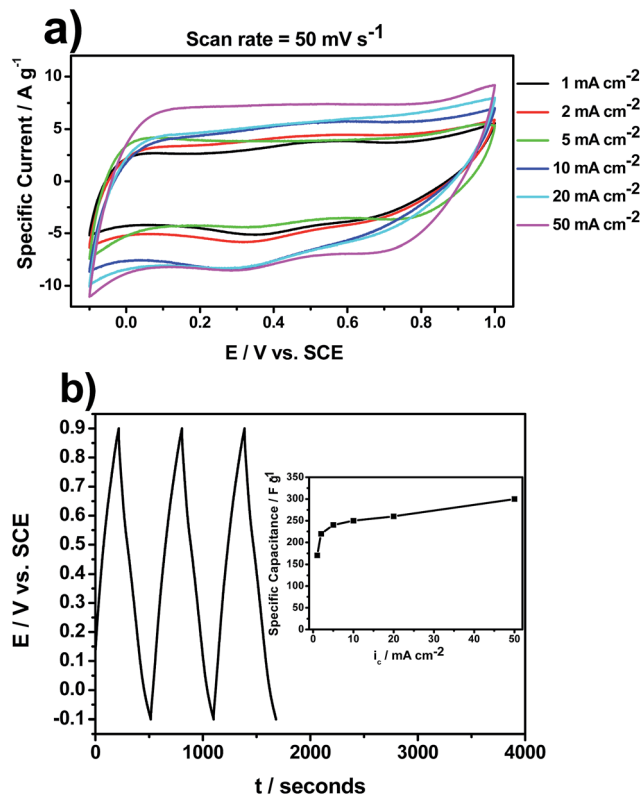 a)
Scan rate = 50 mV s-1
Specific Current / A g-1
10
5
0
-5
-10
0.0 0.2 0.4 0.6 0.8 1.0
E / V vs. SCE
1 mA cm-2
2 mA cm-2
5 mA cm-2
10 mA cm-2
20 mA cm-2
50 mA cm-2
b)
E / V vs. SCE
0.9
0.8
0.7
0.6
0.5
0.4
0.3
0.2
0.1
0.0
-0.1
0 1000 2000 3000 4000
t / seconds
Specific Capacitance / F g1
350
300
250
200
150
100
50
0
0 10 20 30 40 50
ic / mA cm-2